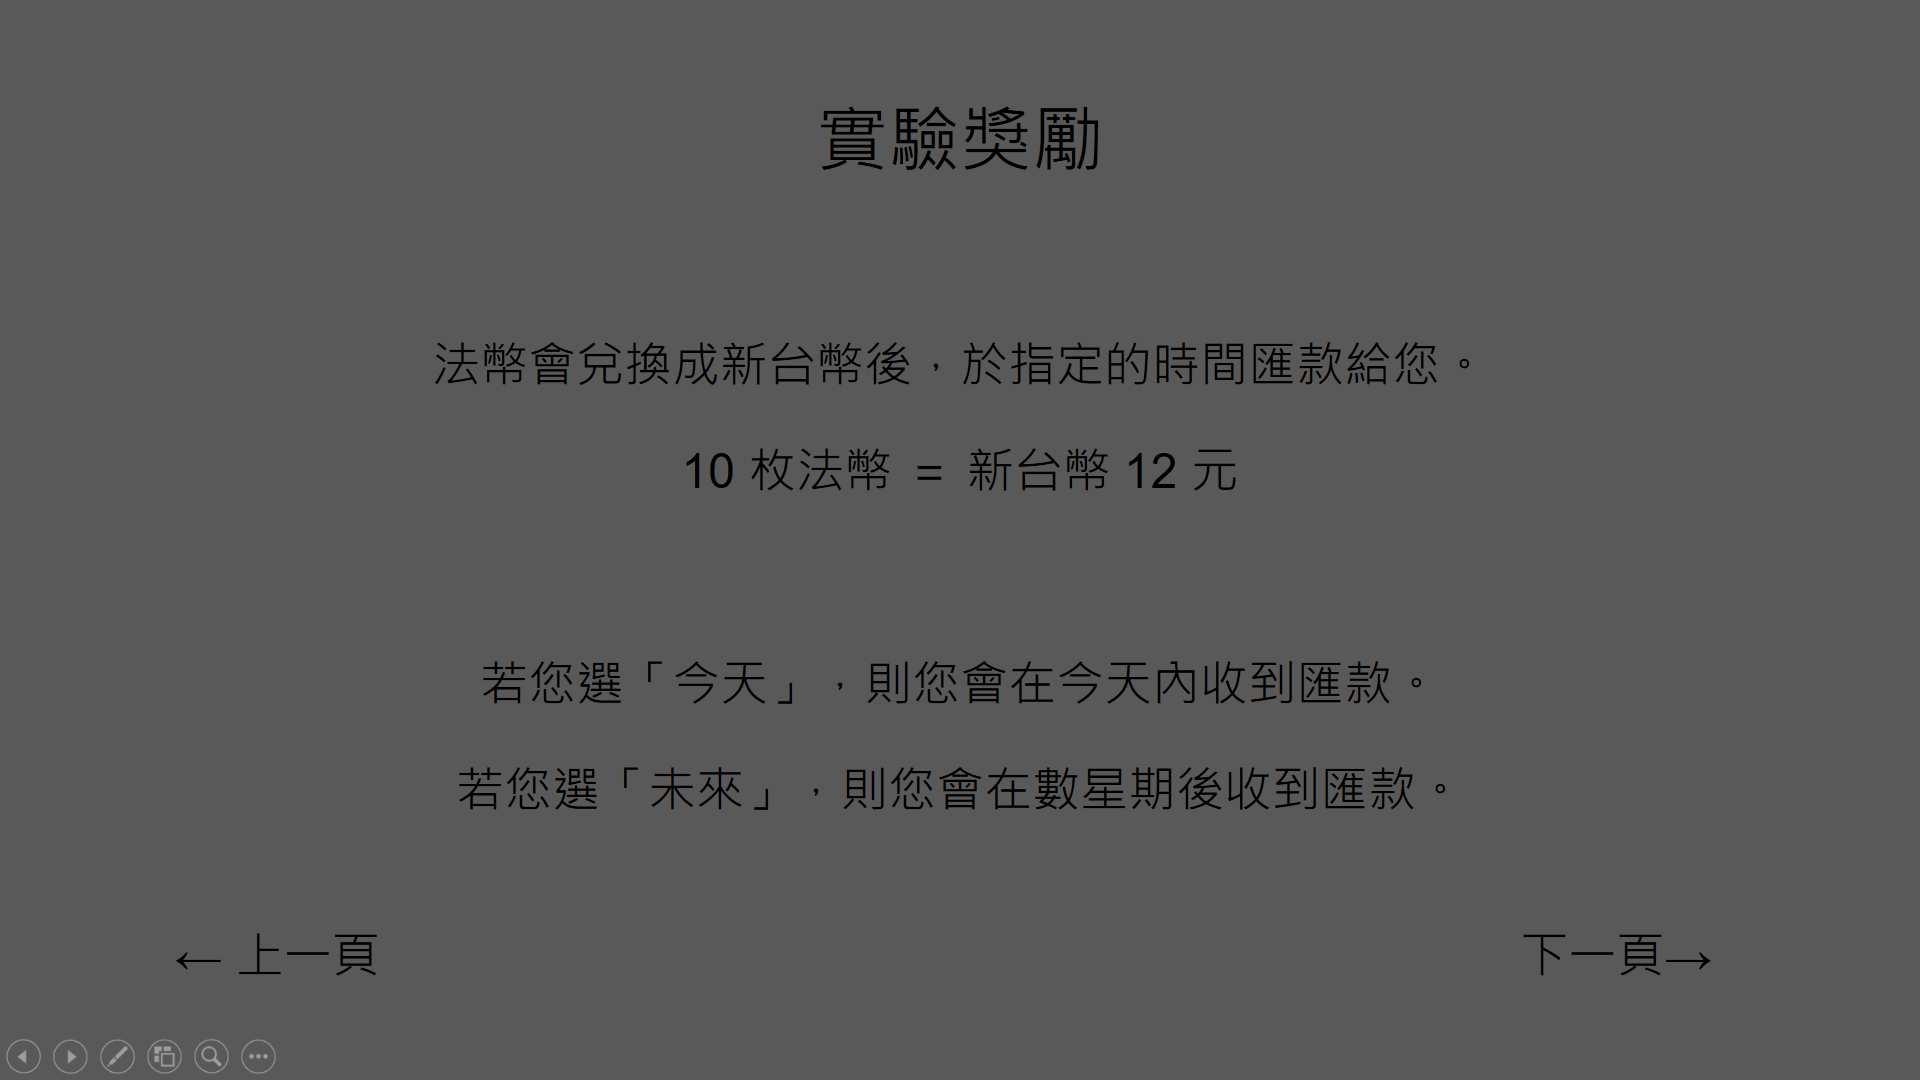 實驗獎勵
法幣會兌換成新台幣後，於指定的時間匯款給您。
10 枚法幣 = 新台幣 12 元
若您選「今天」，則您會在今天內收到匯款。
若您選「未來」，則您會在數星期後收到匯款。
← 上一頁
下一頁→